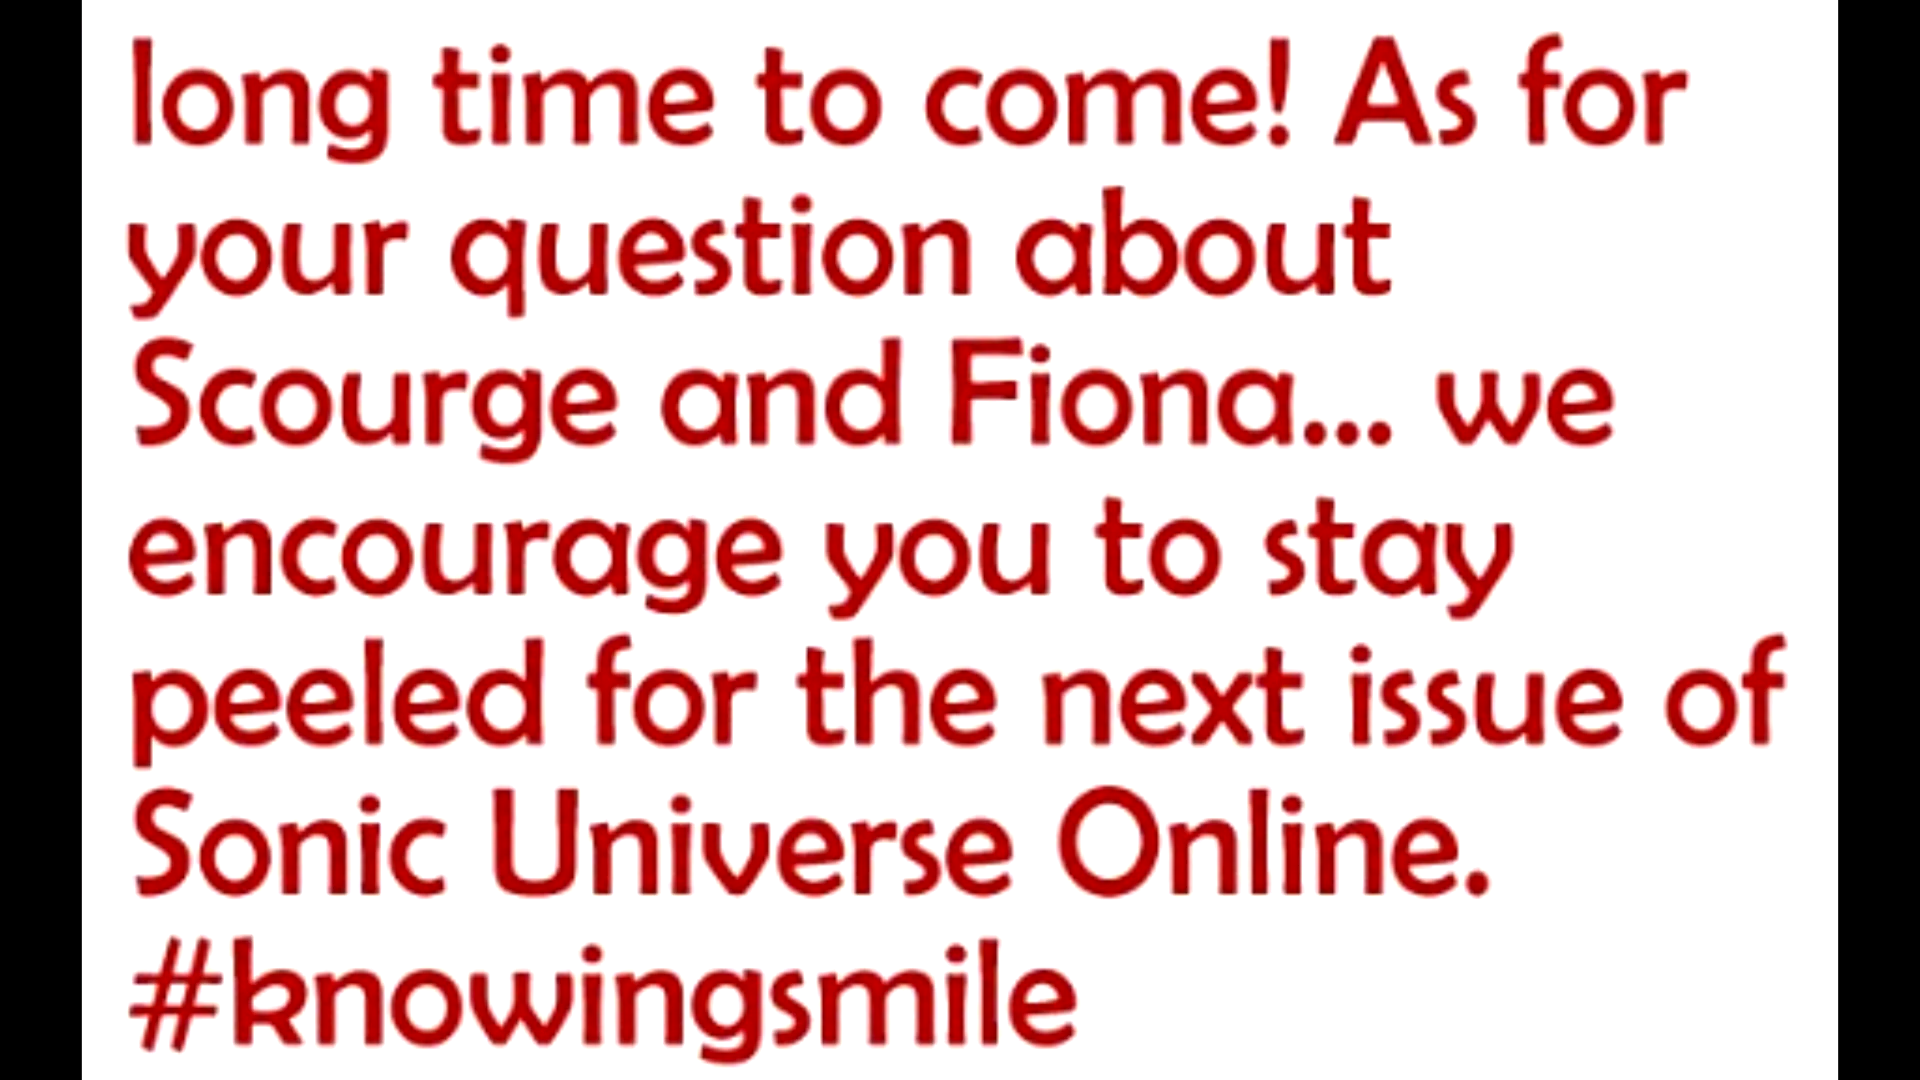 long time to come! As for
your question about
Scourge and Fiona... we
encourage you to stay
peeled for the next issue of
Sonic Universe Online.
#knowingsmile